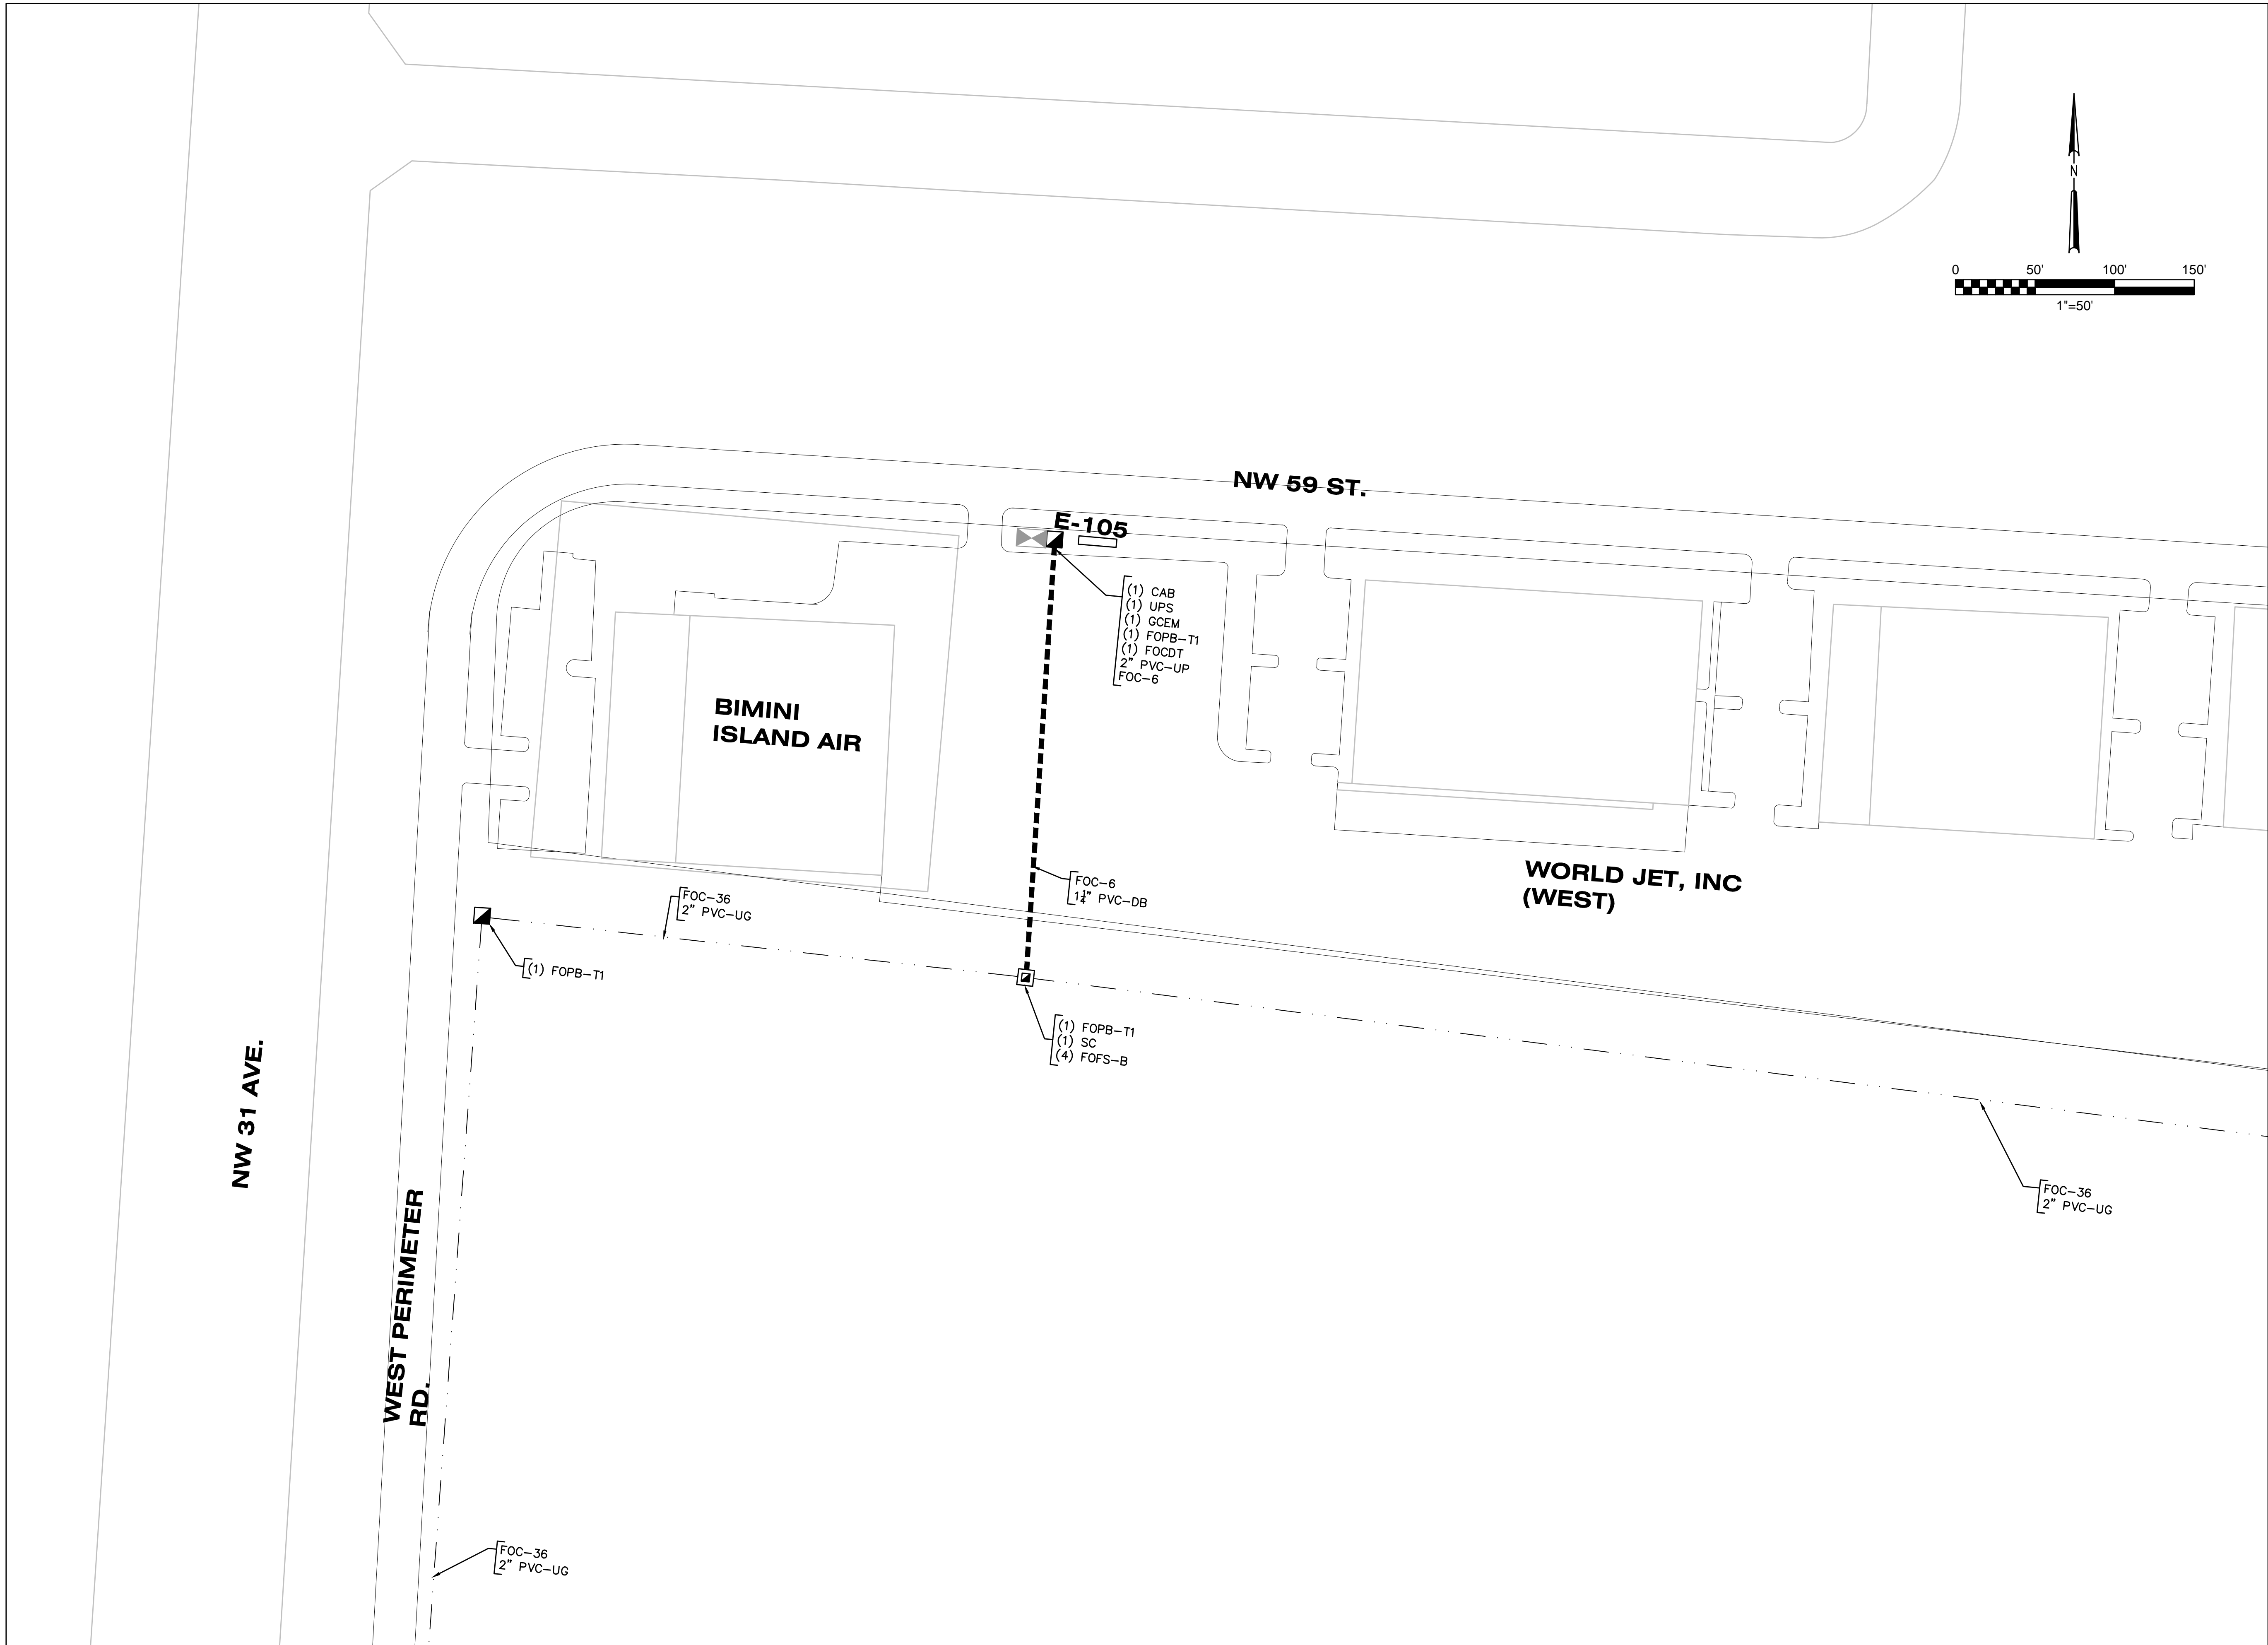 N
0 50' 100' 150'
1"=50'
NW 59 ST.
E-105
(1) CAB
(1) UPS
(1) GCEM
(1) FOPB-T1
(1) FOCDT
2" PVC-UP
FOC-6
BIMINI
ISLAND AIR
WORLD JET, INC
(WEST)
FOC-6
1¼" PVC-DB
FOC-36
2" PVC-UG
(1) FOPB-T1
(1) FOPB-T1
(1) SC
(4) FOFS-B
NW 31 AVE.
WEST PERIMETER
RD.
FOC-36
2" PVC-UG
FOC-36
2" PVC-UG